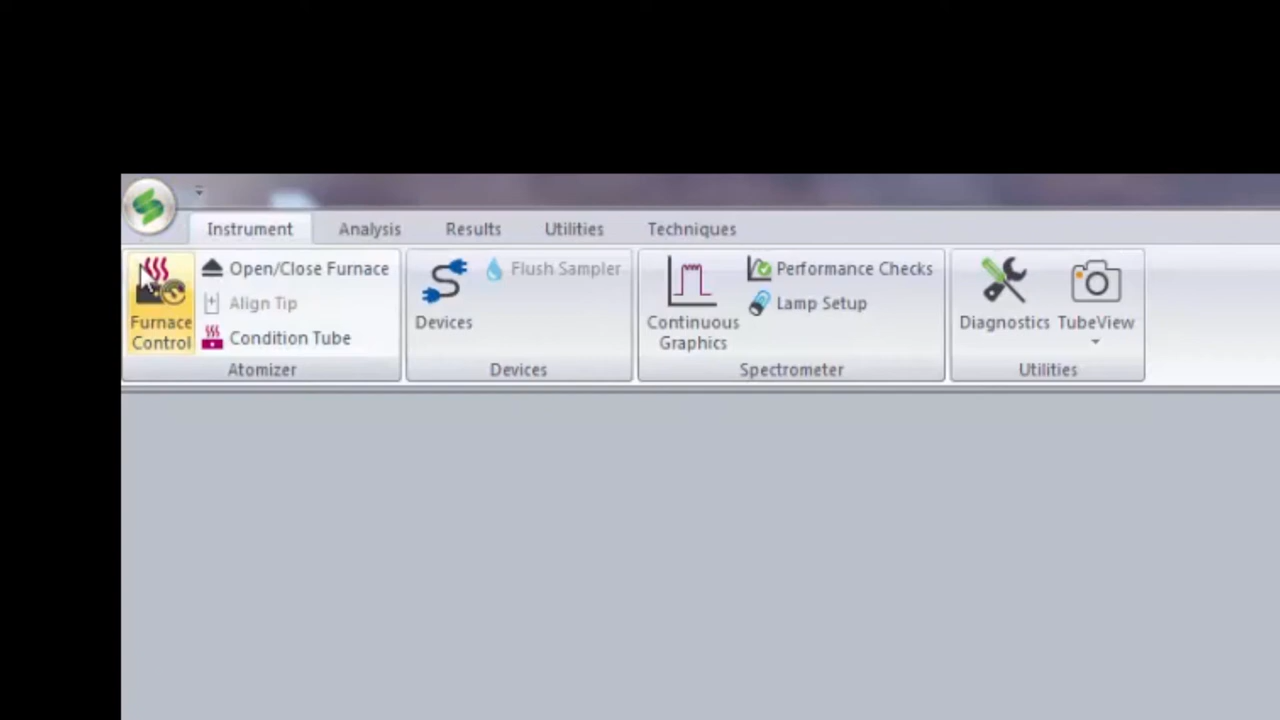 Instrument Analysis Results Utilities Techniques
Furnace
Control
Open/Close Furnace
Align Tip
Condition Tube
Atomizer
Devices
Flush Sampler
Devices
Continuous
Graphics
Performance Checks
Lamp Setup
Spectrometer
Diagnostics
TubeView
Utilities